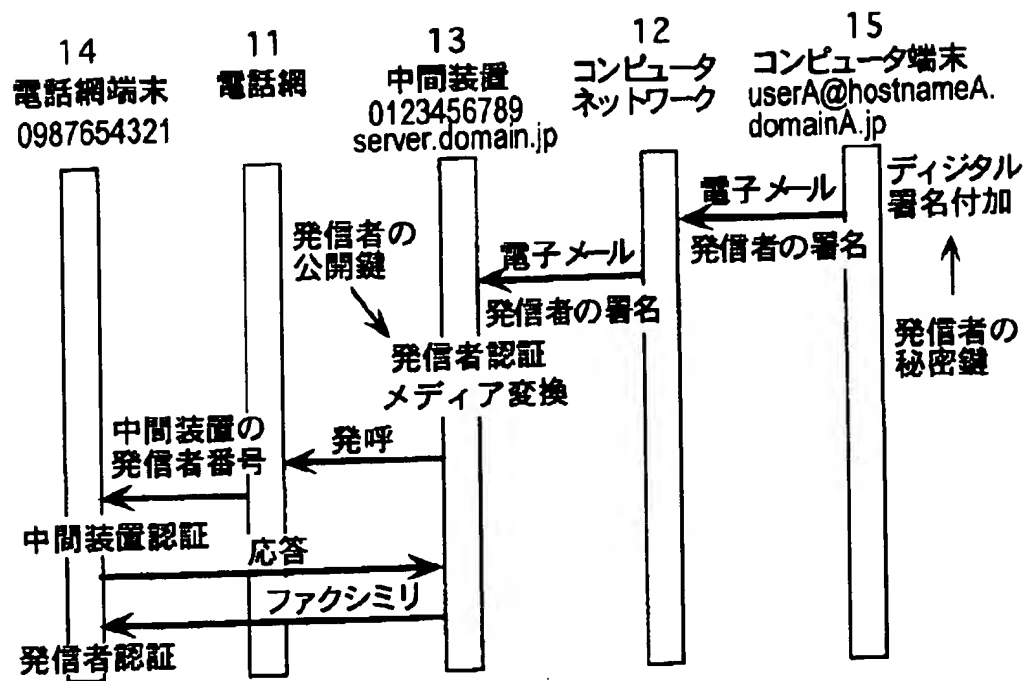 14
電話網端末
0987654321
11
電話網
13
中間装置
0123456789
server.domain.jp
12
コンピュータ
ネットワーク
15
コンピュータ端末
userA@hostnameA.
domainA.jp
ディジタル
署名付加
電子メール
発信者の署名
発信者の
秘密鍵
電子メール
発信者の署名
発信者の
公開鍵
発信者認証
メディア変換
発呼
中間装置の
発信者番号
中間装置認証
応答
ファクシミリ
発信者認証